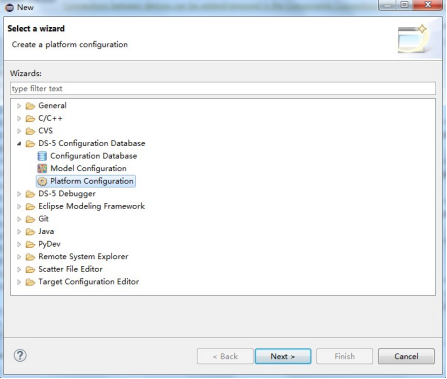 New
Select a wizard
Create a platform configuration
Wizards:
type filter text
General
C/C++
CVS
DS-5 Configuration Database
Configuration Database
Model Configuration
Platform Configuration
DS-5 Debugger
Eclipse Modeling Framework
Git
Java
PyDev
Remote System Explorer
Scatter File Editor
Target Configuration Editor
?
< Back
Next >
Finish
Cancel